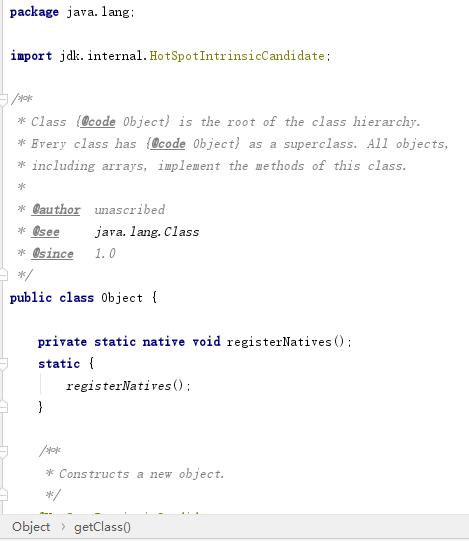 package java.lang;
import jdk.internal.HotSpotIntrinsicCandidate;
/**
* Class {@code Object} is the root of the class hierarchy.
* Every class has {@code Object} as a superclass. All objects,
* including arrays, implement the methods of this class.
*
* @author unascribed
* @see java.lang.Class
* @since 1.0
*/
public class Object {
private static native void registerNatives();
static {
registerNatives();
}
/**
* Constructs a new object.
*/
Object > getClass()